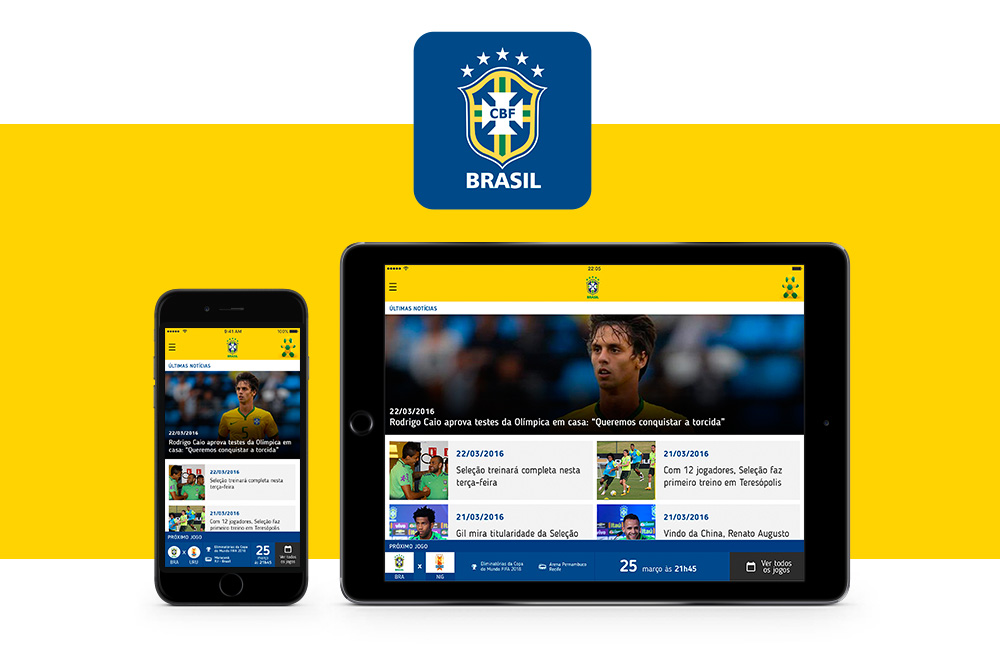 CBF
BRASIL
9:41 AM
100%
BRASIL
ÚLTIMAS NOTÍCIAS
22/03/2016
Rodrigo Caio aprova testes da Olímpica em
casa: "Queremos conquistar a torcida"
22/03/2016
Seleção treinará completa nesta
terça-feira
21/03/2016
Com 12 jogadores, Seleção faz
primeiro treino em Teresópolis
PRÓXIMO JOGO
BRA
X
URU
Eliminatórias da Copa
do Mundo FIFA 2018
25
março
às 21h45
Ver todos
os jogos
22:05
BRASIL
ÚLTIMAS NOTÍCIAS
22/03/2016
Rodrigo Caio aprova testes da Olímpica em casa: "Queremos conquistar a torcida"
22/03/2016
Seleção treinará completa nesta
terça-feira
21/03/2016
Com 12 jogadores, Seleção faz
primeiro treino em Teresópolis
21/03/2016
Gil mira titularidade da Seleção
21/03/2016
Vindo da China, Renato Augusto
PRÓXIMO JOGO
BRA
X
NIG
Eliminatórias da Copa
do Mundo FIFA 2018
Arena Pernambuco
Recife
25 março às 21h45
Ver todos
os jogos